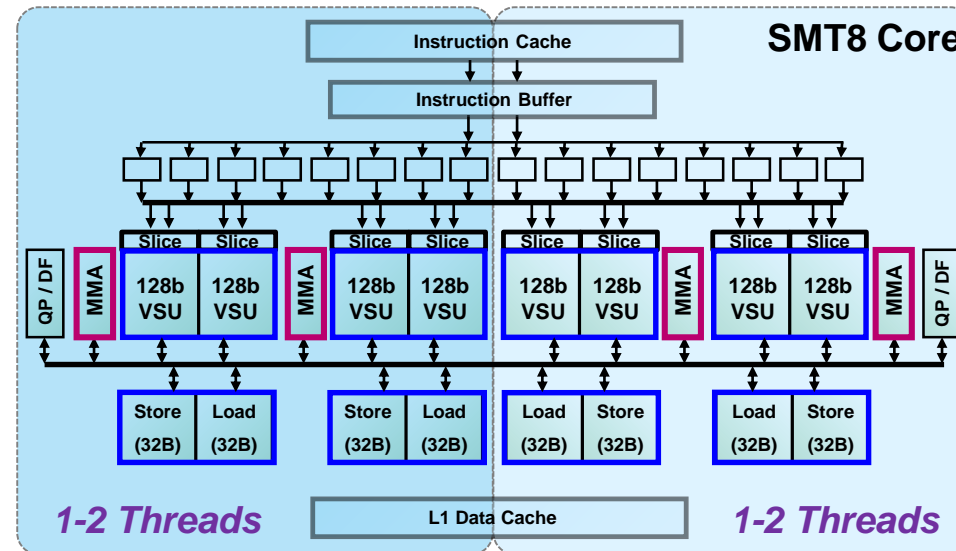 SMT8 Core
Instruction Cache
Instruction Buffer
Slice Slice Slice Slice Slice Slice Slice Slice
QP / DF
MMA
128b VSU
128b VSU
MMA
128b VSU
128b VSU
128b VSU
128b VSU
MMA
128b VSU
128b VSU
MMA
QP / DF
Store Load Store Load Load Store Load Store
(32B) (32B) (32B) (32B) (32B) (32B) (32B) (32B)
1-2 Threads
L1 Data Cache
1-2 Threads